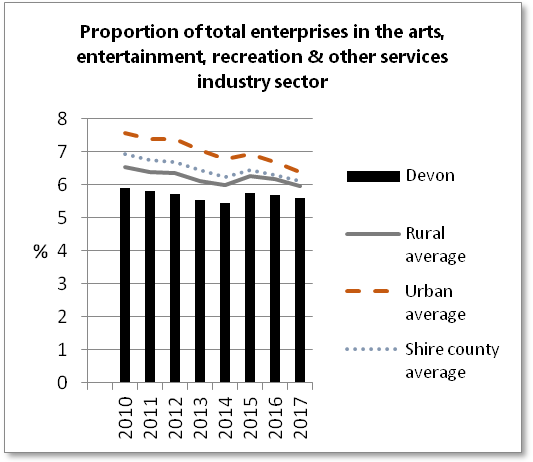 Proportion of total enterprises in the arts,
entertainment, recreation & other services
industry sector
8
7
6
5
% 4
3
2
1
0
2010 2011 2012 2013 2014 2015 2016 2017
Devon
Rural
average
Urban
average
Shire county
average